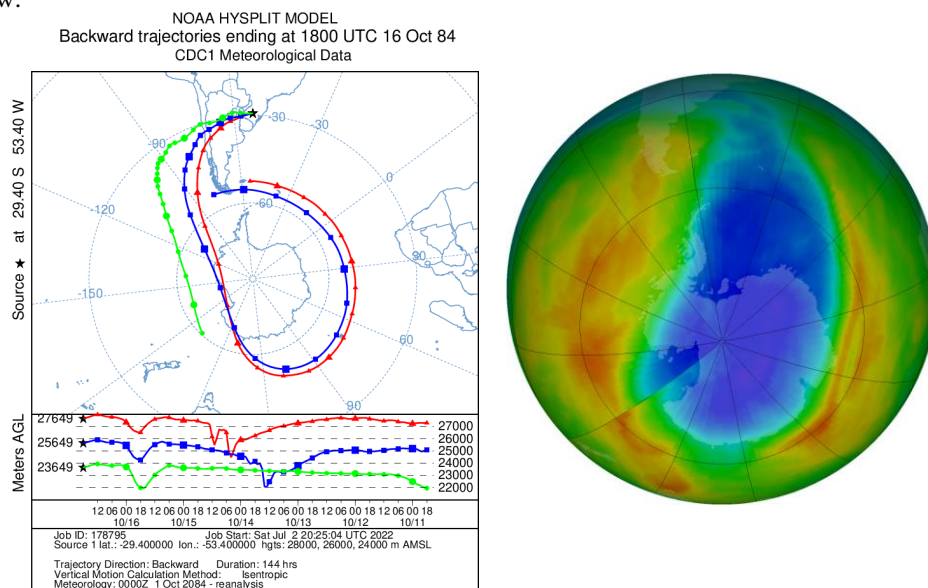 w.
NOAA HYSPLIT MODEL
Backward trajectories ending at 1800 UTC 16 Oct 84
CDC1 Meteorological Data
Source ★ at 29.40 S 53.40 W
-30
-30
-90
0
-120
-60
30
-150
60
90
Meters AGL
27649
25649
23649
27000
26000
25000
24000
23000
22000
12 06 00 18 12 06 00 18 12 06 00 18 12 06 00 18 12 06 00 18 12 06 00 18
10/16 10/15 10/14 10/13 10/12 10/11
Job ID: 178795 Job Start: Sat Jul 2 20:25:04 UTC 2022
Source 1 lat.: -29.400000 lon.: -53.400000 hgts: 28000, 26000, 24000 m AMSL
Trajectory Direction: Backward Duration: 144 hrs
Vertical Motion Calculation Method: Isentropic
Meteorology: 0000Z 1 Oct 2084 - reanalysis